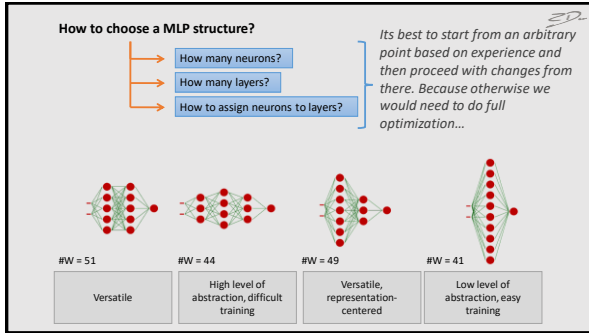 How to choose a MLP structure?
How many neurons?
How many layers?
How to assign neurons to layers?
Its best to start from an arbitrary
point based on experience and
then proceed with changes from
there. Because otherwise we
would need to do full
optimization…
#W = 51
#W = 44
#W = 49
#W = 41
Versatile
High level of
abstraction, difficult
training
Versatile,
representation-
centered
Low level of
abstraction, easy
training